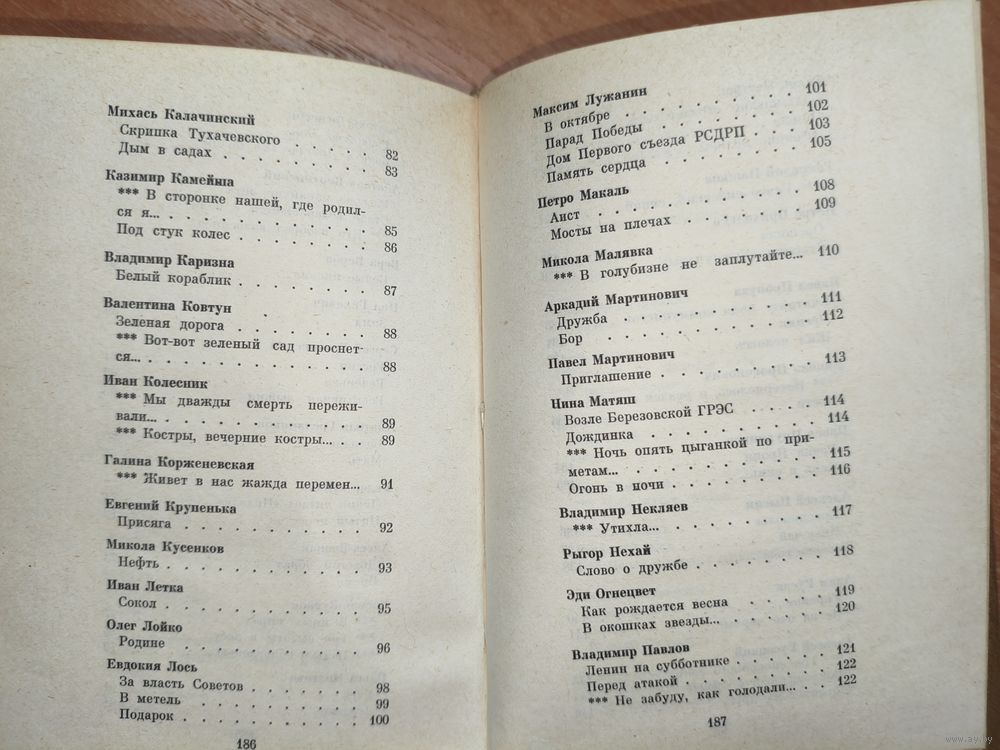 Михась Калачинский
Скрипка Тухачевского . . . . . 82
Дым в садах . . . . . . . . 83
Казимир Камейша
*** В сторонке нашей, где родил-
ся я... . . . . . . . . . . . 85
Под стук колес . . . . . . . 86
Владимир Каризна
Белый кораблик . . . . . . . 87
Валентина Ковтун
Зеленая дорога . . . . . . . 88
*** Вот-вот зеленый сад проснет-
ся... . . . . . . . . . . . . 88
Иван Колесник
*** Мы дважды смерть пережи-
вали... . . . . . . . . . . . 89
*** Костры, вечерние костры... . . 89
Галина Корженевская
*** Живет в нас жажда перемен... 91
Евгений Крупенька
Присяга . . . . . . . . . . 92
Микола Кусенков
Нефть . . . . . . . . . . . 93
Иван Летка
Сокол . . . . . . . . . . . 95
Олег Лойко
Родине . . . . . . . . . . 96
Евдокия Лось
За власть Советов . . . . . . 98
В метель . . . . . . . . . 99
Подарок . . . . . . . . . . 100
186
Максим Лужанин
В октябре . . . . . . . . . 101
Парад Победы . . . . . . . 102
Дом Первого съезда РСДРП . . . 103
Память сердца . . . . . . . 105
Петро Макаль
Аист . . . . . . . . . . . 108
Мосты на плечах . . . . . . 109
Микола Малявка
*** В голубизне не заплутайте... 110
Аркадий Мартинович
Дружба . . . . . . . . . . 111
Бор . . . . . . . . . . . 112
Павел Мартинович
Приглашение . . . . . . . . 113
Нина Матяш
Возле Березовской ГРЭС . . . . 114
Дождинка . . . . . . . . . 114
*** Ночь опять цыганкой по при-
метам... . . . . . . . . . . 115
Огонь в ночи . . . . . . . . 116
Владимир Некляев
*** Утихла... . . . . . . . . 117
Рыгор Нехай
Слово о дружбе . . . . . . . 118
Эди Огнецвет
Как рождается весна . . . . . 119
В окошках звезды... . . . . . 120
Владимир Павлов
Ленин на субботнике . . . . . 121
Перед атакой . . . . . . . . 122
*** Не забуду, как голодали... . . 122
187
www.ay.by